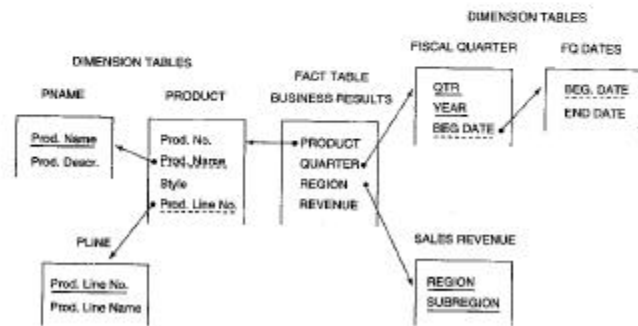 DIMENSION TABLES
FISCAL QUARTER
FQ DATES
QTR
YEAR
BEG DATE
BEG. DATE
END DATE
DIMENSION TABLES
PNAME
PRODUCT
FACT TABLE
BUSINESS RESULTS
Prod. Name
Prod. Descr.
Prod. No.
Prod. Name
Style
Prod. Line No.
PRODUCT
QUARTER
REGION
REVENUE
PLINE
Prod. Line No.
Prod. Line Name
SALES REVENUE
REGION
SUBREGION